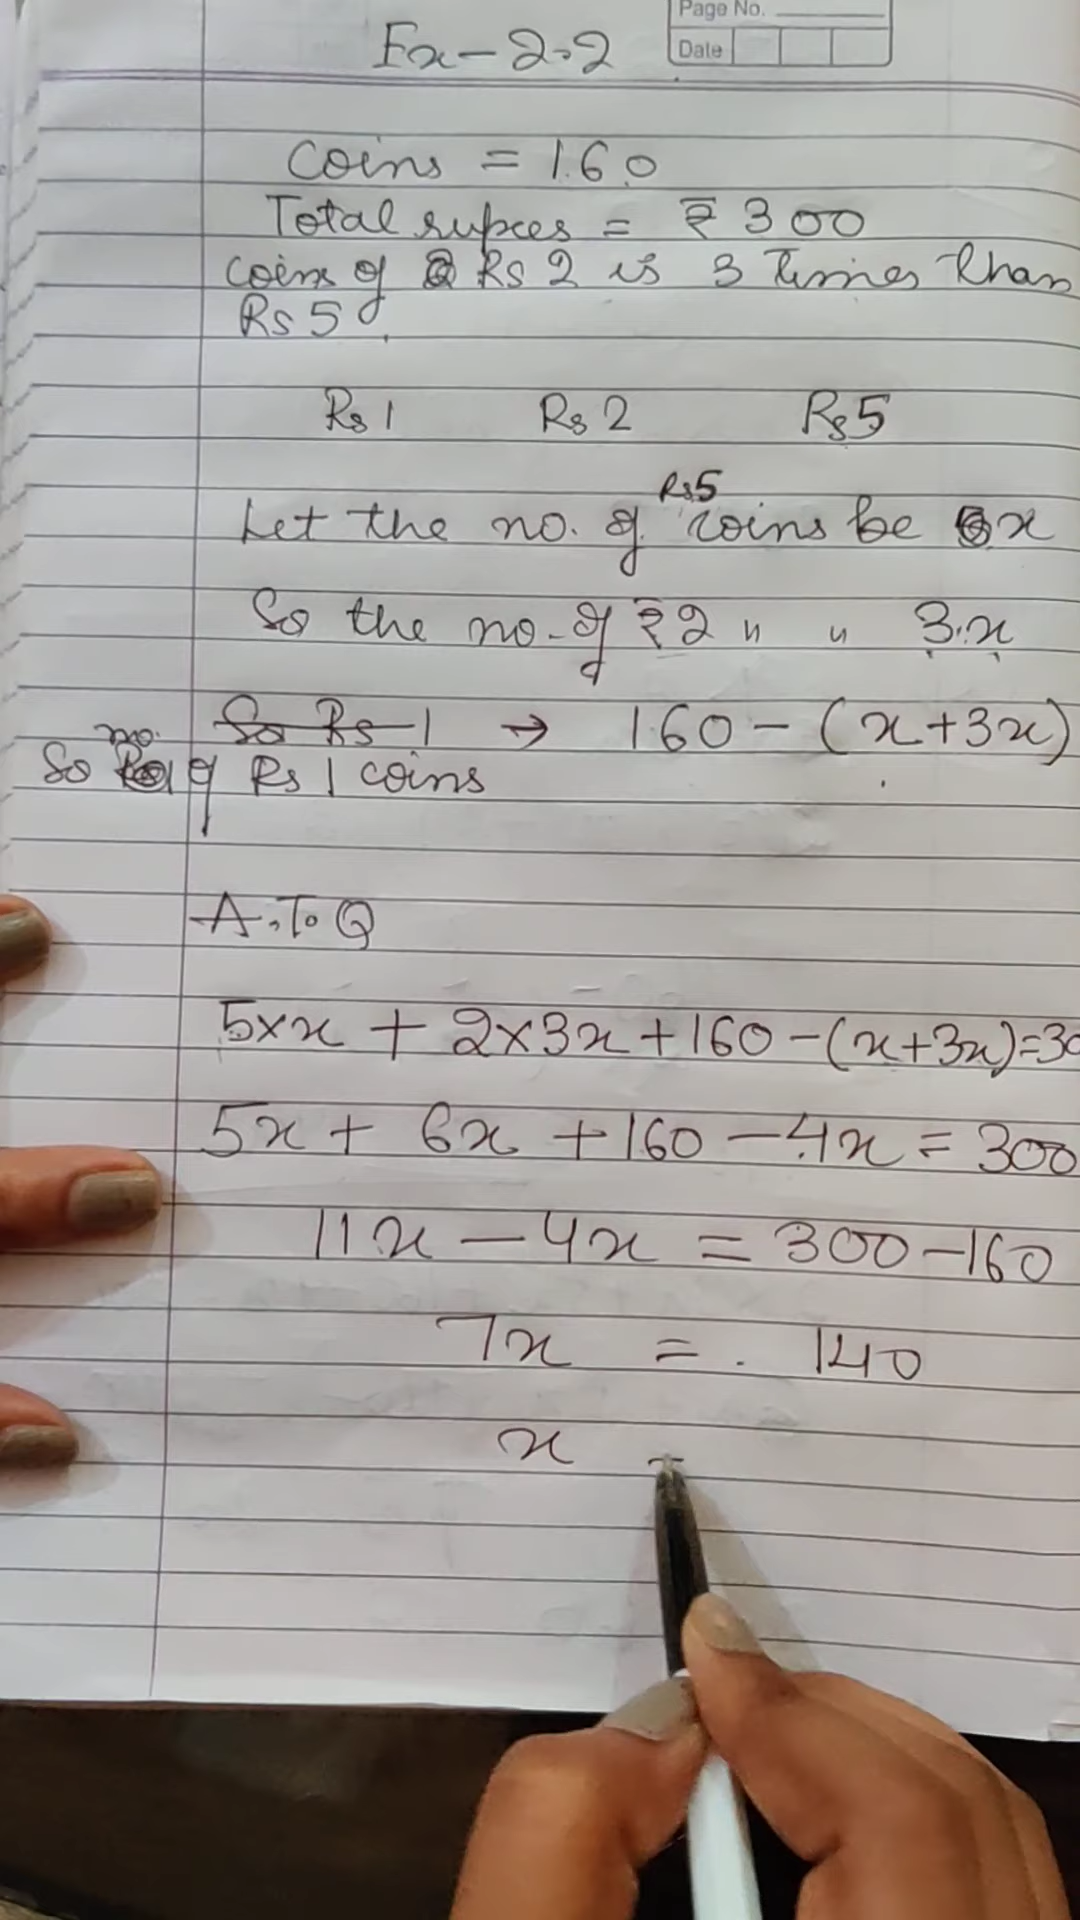 Page No.
Ex-2.2
Date
Coins = 160
Total rupees = ₹ 300
coins of Rs 2 is 3 times than
Rs 5.
Rs 1 Rs 2 Rs 5
Rs5
Let the no. of coins be x
So the no. of ₹2 " " 3x
So Rs 1 → 160 - (x+3x)
no.
So of Rs 1 coins
A.T.Q
5×x + 2×3x+160-(x+3x)=30
5x + 6x + 160 - 4x = 300
11x - 4x = 300-160
7x = 140
x